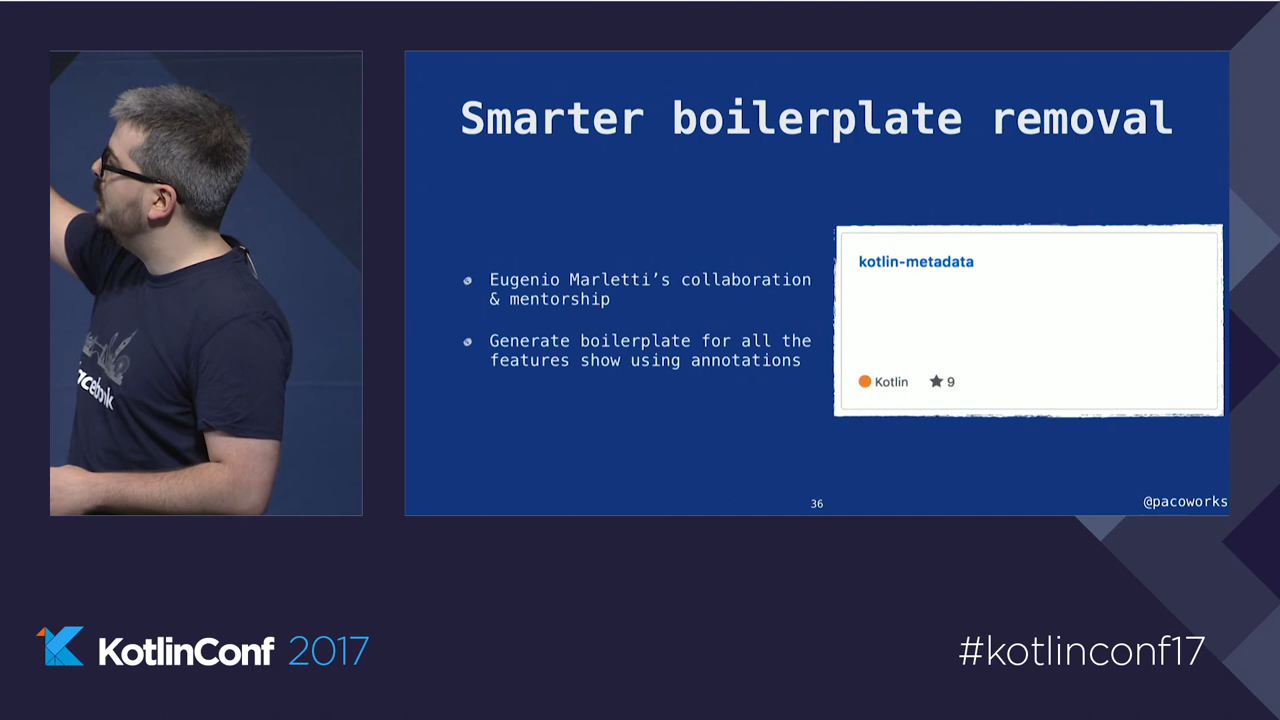 Smarter boilerplate removal
Eugenio Marletti’s collaboration
& mentorship
Generate boilerplate for all the
features show using annotations
kotlin-metadata
Kotlin
9
36
@pacoworks
KotlinConf 2017
#kotlinconf17